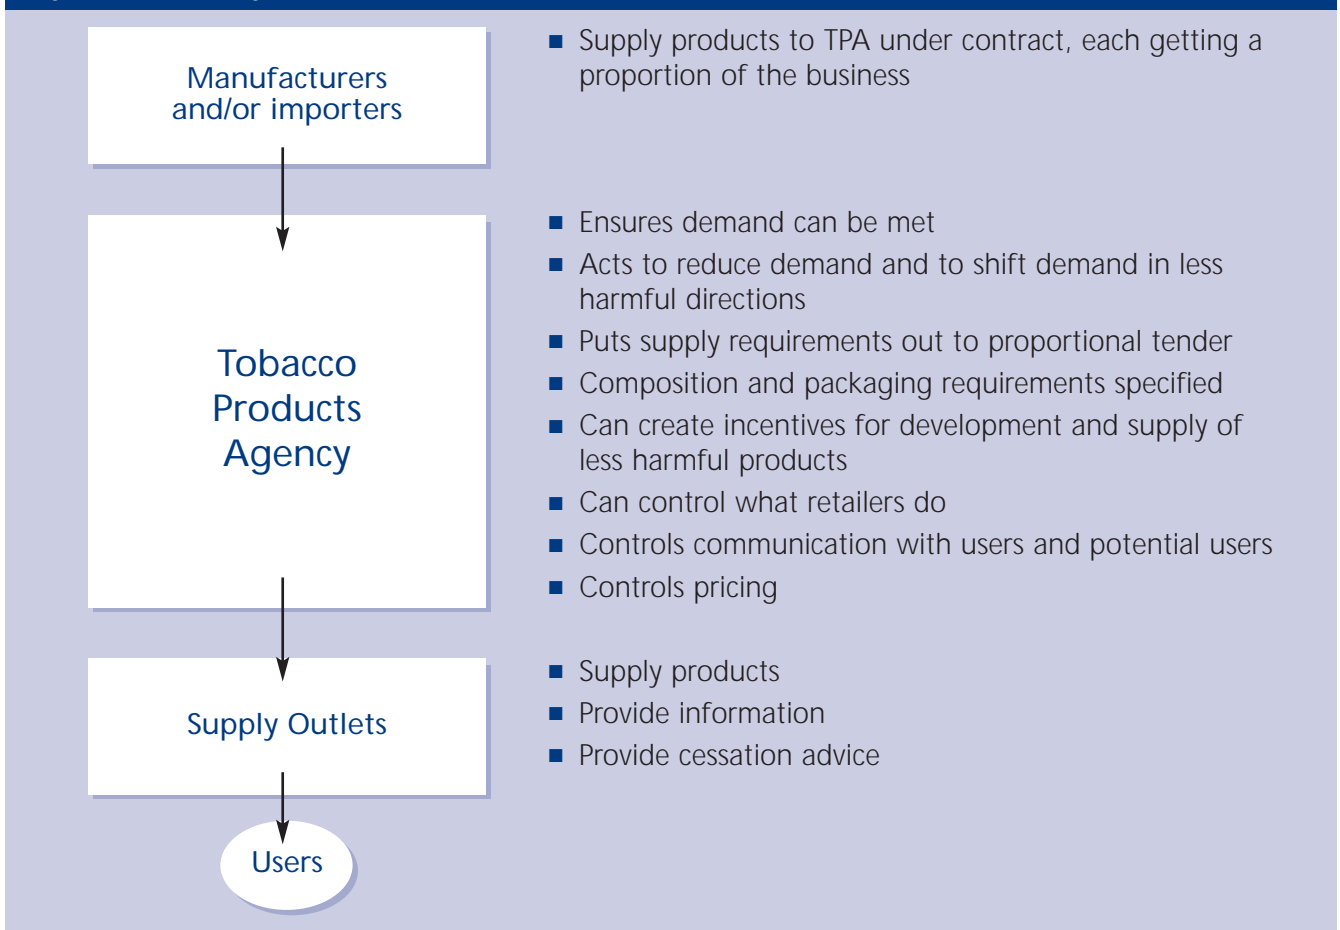 Manufacturers
and/or importers
■ Supply products to TPA under contract, each getting a
proportion of the business
Tobacco
Products
Agency
■ Ensures demand can be met
■ Acts to reduce demand and to shift demand in less
harmful directions
■ Puts supply requirements out to proportional tender
■ Composition and packaging requirements specified
■ Can create incentives for development and supply of
less harmful products
■ Can control what retailers do
■ Controls communication with users and potential users
■ Controls pricing
Supply Outlets
■ Supply products
■ Provide information
■ Provide cessation advice
Users